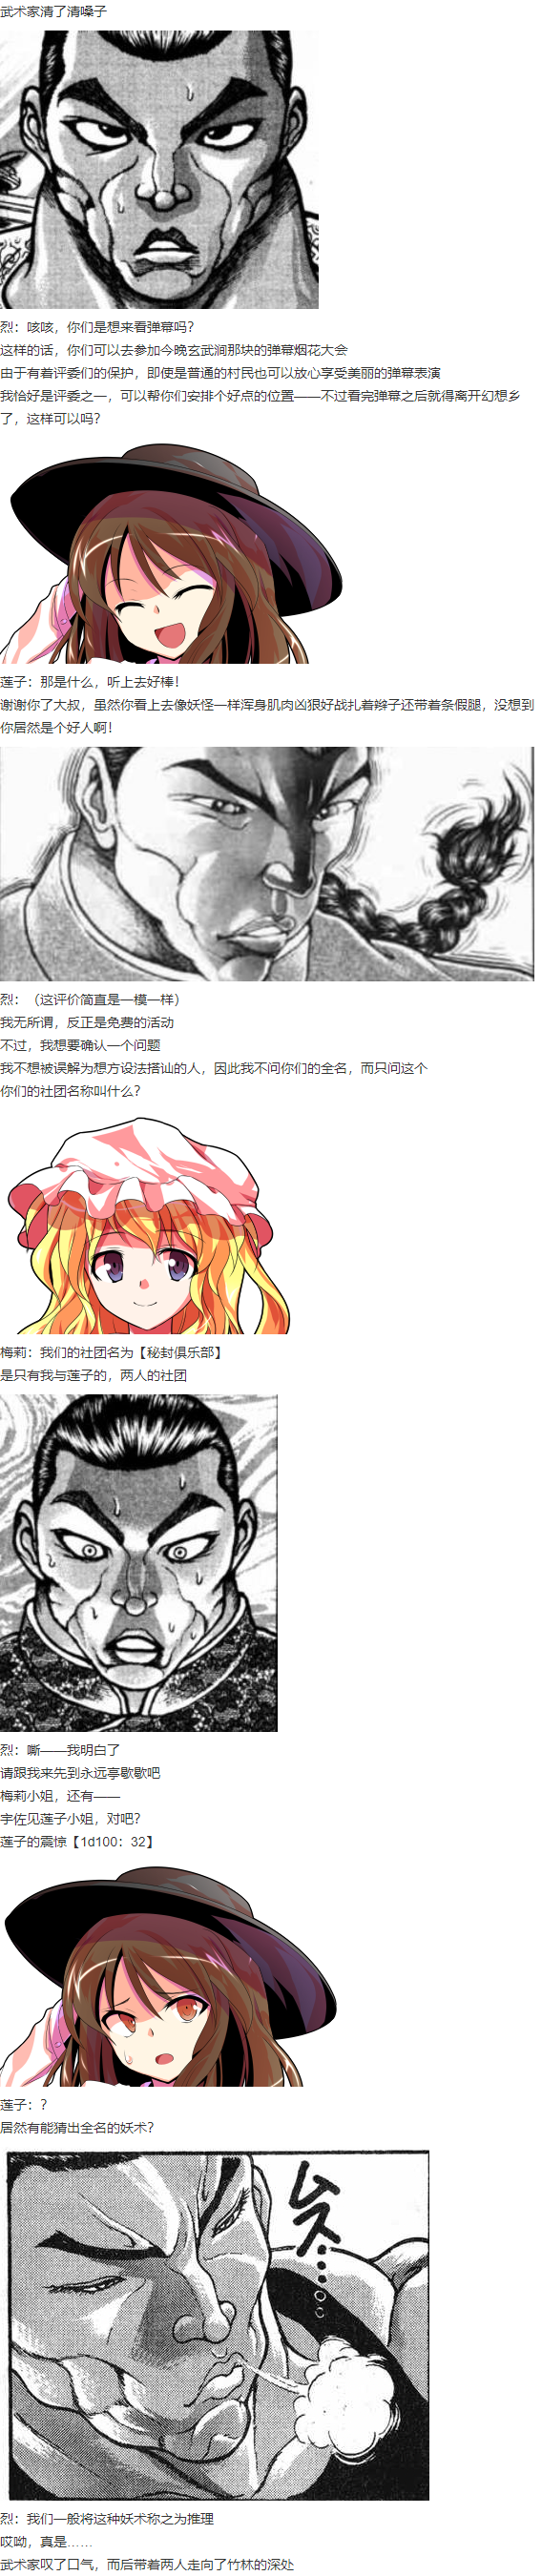 武术家清了清嗓子
烈：咳咳，你们是想来看弹幕吗？
这样的话，你们可以去参加今晚玄武涧那块的弹幕烟花大会
由于有着评委们的保护，即使是普通的村民也可以放心享受美丽的弹幕表演
我恰好是评委之一，可以帮你们安排个好点的位置——不过看完弹幕之后就得离开幻想乡
了，这样可以吗？
莲子：那是什么，听上去好棒！
谢谢你了大叔，虽然你看上去像妖怪一样浑身肌肉凶狠好战扎着辫子还带着条假腿，没想到
你居然是个好人啊！
烈：（这评价简直是一模一样）
我无所谓，反正是免费的活动
不过，我想要确认一个问题
我不想被误解为想方设法搭讪的人，因此我不问你们的全名，而只问这个
你们的社团名称叫什么？
梅莉：我们的社团名为【秘封俱乐部】
是只有我与莲子的，两人的社团
烈：嘶——我明白了
请跟我来先到永远亭歇歇吧
梅莉小姐，还有——
宇佐见莲子小姐，对吧？
莲子的震惊【1d100：32】
莲子：？
居然有能猜出全名的妖术？
ムス…。。
烈：我们一般将这种妖术称之为推理
哎呦，真是……
武术家叹了口气，而后带着两人走向了竹林的深处